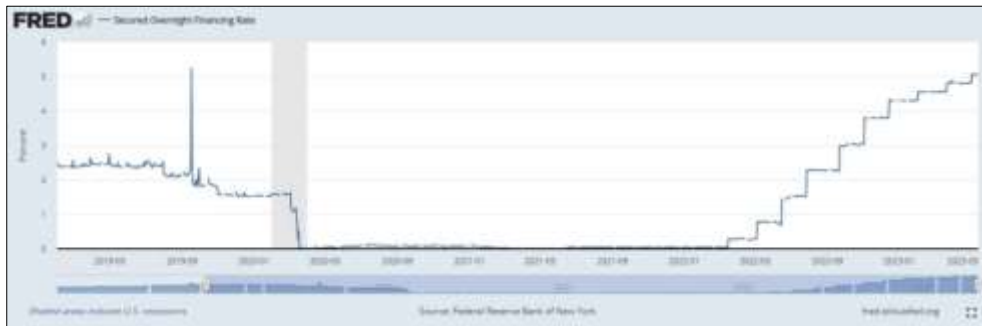 FRED — Secured Overnight Financing Rate
6
5
4
3
2
1
0
Percent
2019-05 2019-09 2020-01 2020-05 2020-09 2021-01 2021-05 2021-09 2022-01 2022-05 2022-09 2023-01 2023-05
Shaded areas indicate U.S. recessions. Source: Federal Reserve Bank of New York fred.stlouisfed.org